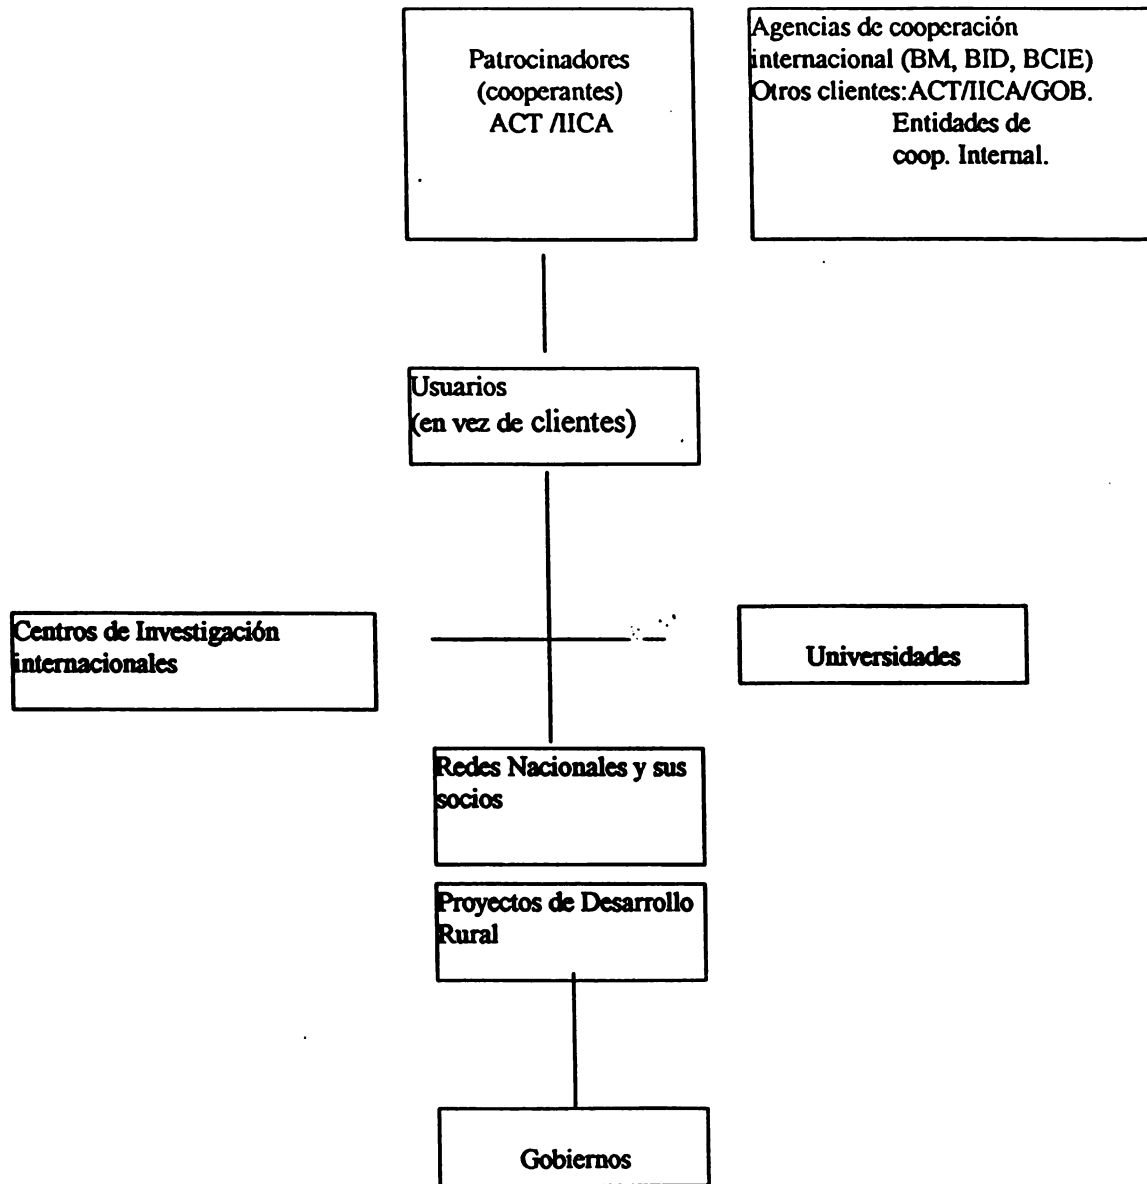 Patrocinadores
(cooperantes)
ACT /IICA
Agencias de cooperación
internacional (BM, BID, BCIE)
Otros clientes:ACT/IICA/GOB.
Entidades de
coop. Internal.
Usuarios
(en vez de clientes)
Centros de Investigación
internacionales
Universidades
Redes Nacionales y sus
socios
Proyectos de Desarrollo
Rural
Gobiernos